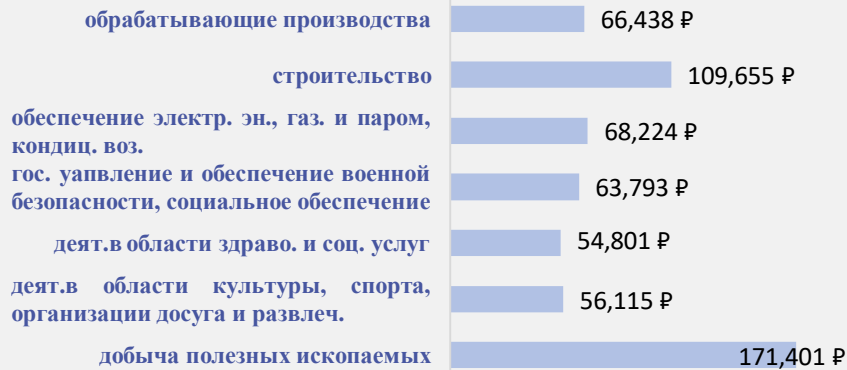 обрабатывающие производства 66,438 ₽
строительство 109,655 ₽
обеспечение электр. эн., газ. и паром,
кондиц. воз. 68,224 ₽
гос. уапвление и обеспечение военной
безопасности, социальное обеспечение 63,793 ₽
деят.в области здраво. и соц. услуг 54,801 ₽
деят.в области культуры, спорта,
организации досуга и развлеч. 56,115 ₽
добыча полезных ископаемых 171,401 ₽